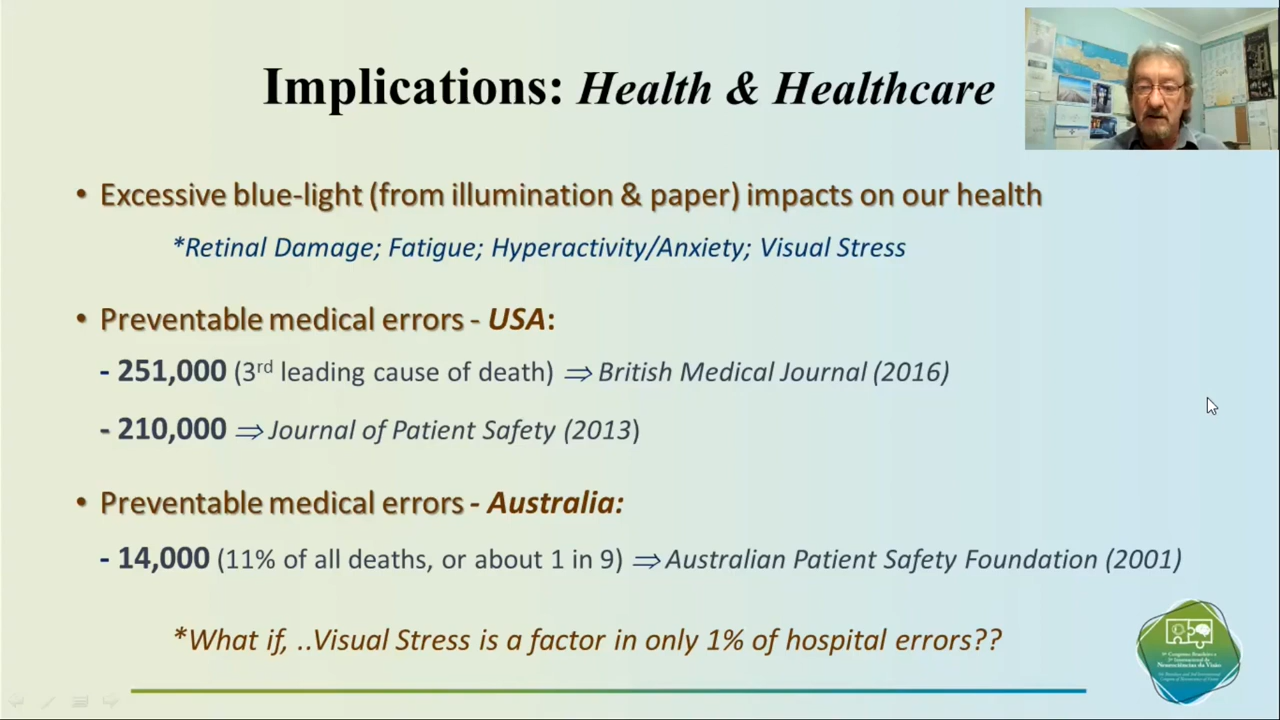 Implications: Health & Healthcare
• Excessive blue-light (from illumination & paper) impacts on our health
*Retinal Damage; Fatigue; Hyperactivity/Anxiety; Visual Stress
• Preventable medical errors - USA:
- 251,000 (3rd leading cause of death) ⇒ British Medical Journal (2016)
- 210,000 ⇒ Journal of Patient Safety (2013)
• Preventable medical errors - Australia:
- 14,000 (11% of all deaths, or about 1 in 9) ⇒ Australian Patient Safety Foundation (2001)
*What if, ..Visual Stress is a factor in only 1% of hospital errors??
Neurociências da Visão